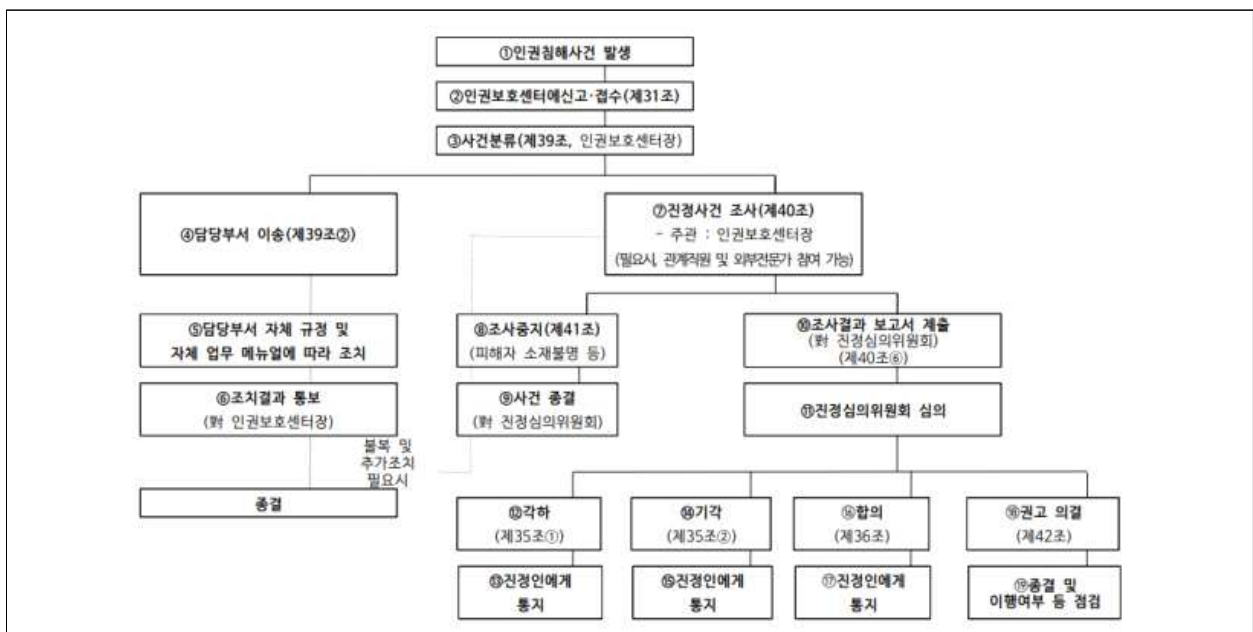 ①인권침해사건 발생
②인권보호센터에신고·접수(제31조)
③사건분류(제39조, 인권보호센터장)
④담당부서 이송(제39조②)
⑤담당부서 자체 규정 및
자체 업무 메뉴얼에 따라 조치
⑥조치결과 통보
(對 인권보호센터장)
불복 및
추가조치
필요시
종결
⑦진정사건 조사(제40조)
- 주관 : 인권보호센터장
(필요시, 관계직원 및 외부전문가 참여 가능)
⑧조사중지(제41조)
(피해자 소재불명 등)
⑨사건 종결
(對 진정심의위원회)
⑩조사결과 보고서 제출
(對 진정심의위원회)
(제40조⑥)
⑪진정심의위원회 심의
⑫각하
(제35조①)
⑬진정인에게
통지
⑭기각
(제35조②)
⑮진정인에게
통지
⑯합의
(제36조)
⑰진정인에게
통지
⑱권고 의결
(제42조)
⑲종결 및
이행여부 등 점검